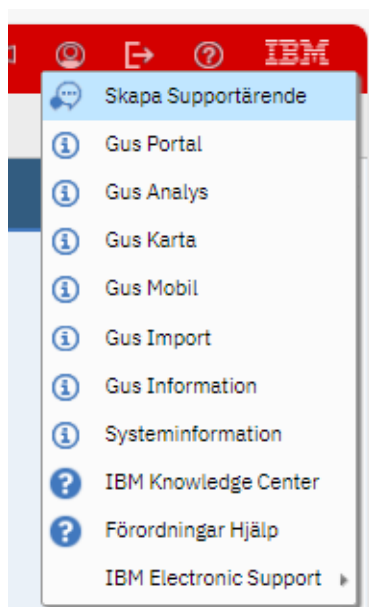 IBM
Skapa Supportärende
Gus Portal
Gus Analys
Gus Karta
Gus Mobil
Gus Import
Gus Information
Systeminformation
IBM Knowledge Center
Förordningar Hjälp
IBM Electronic Support